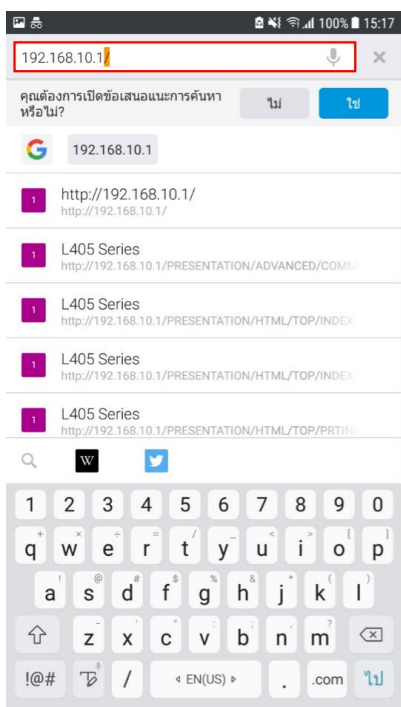 100% 15:17
192.168.10.1/
คุณต้องการเปิดข้อเสนอแนะการค้นหา
หรือไม่?
ไม่
ใช่
192.168.10.1
1
http://192.168.10.1/
http://192.168.10.1/
1
L405 Series
http://192.168.10.1/PRESENTATION/ADVANCED/COMM
1
L405 Series
http://192.168.10.1/PRESENTATION/HTML/TOP/INDEX
1
L405 Series
http://192.168.10.1/PRESENTATION/HTML/TOP/INDEX
1
L405 Series
http://192.168.10.1/PRESENTATION/HTML/TOP/PRTIN
W
1 2 3 4 5 6 7 8 9 0
q w e r t y u i o p
a s d f g h j k l
z x c v b n m
!@# / EN(US) . .com ไป